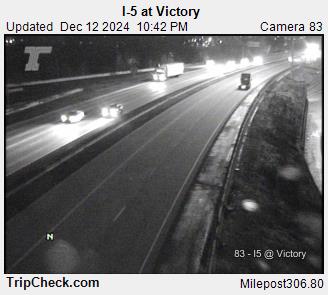 I-5 at Victory
Updated Dec 12 2024 10:42 PM Camera 83
T
N
83 - I5 @ Victory
TripCheck.com Milepost306.80